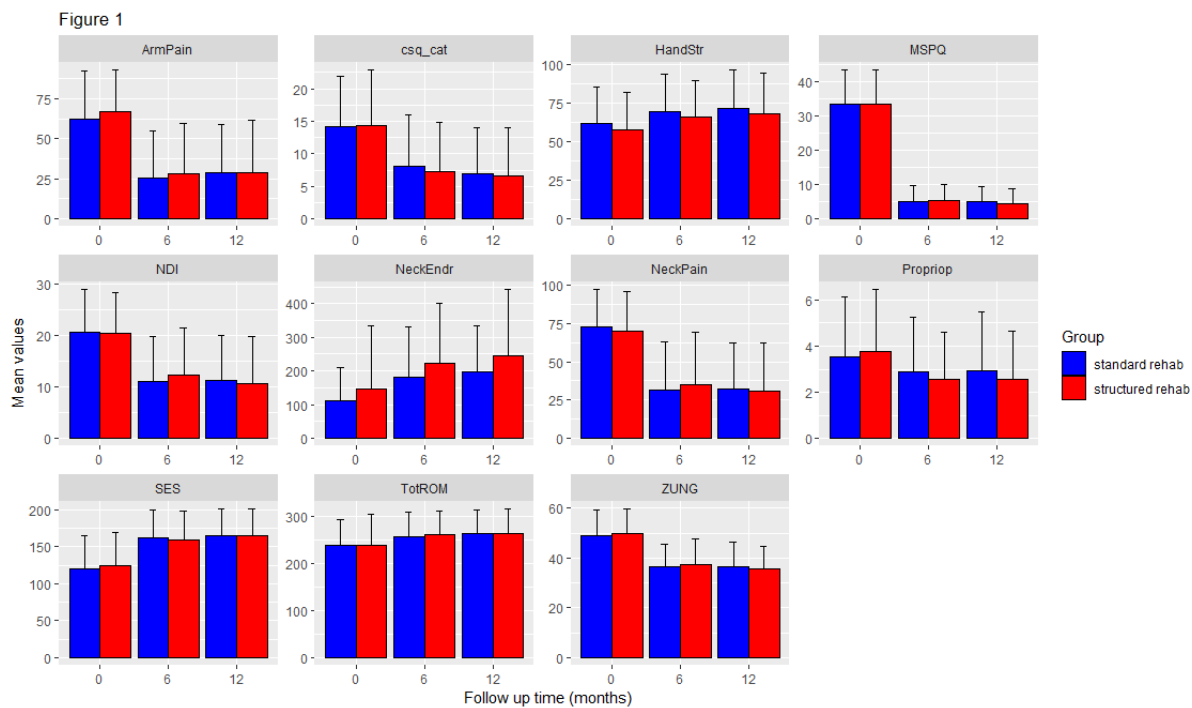 Figure 1
ArmPain
75
50
25
0
0 6 12
csq_cat
20
15
10
5
0
0 6 12
HandStr
100
75
50
25
0
0 6 12
MSPQ
40
30
20
10
0
0 6 12
NDI
30
20
10
0
0 6 12
NeckEndr
400
300
200
100
0
0 6 12
NeckPain
100
75
50
25
0
0 6 12
Propriop
6
4
2
0
0 6 12
SES
200
150
100
50
0
0 6 12
TotROM
300
200
100
0
0 6 12
ZUNG
60
40
20
0
0 6 12
Mean values
Follow up time (months)
Group
standard rehab
structured rehab